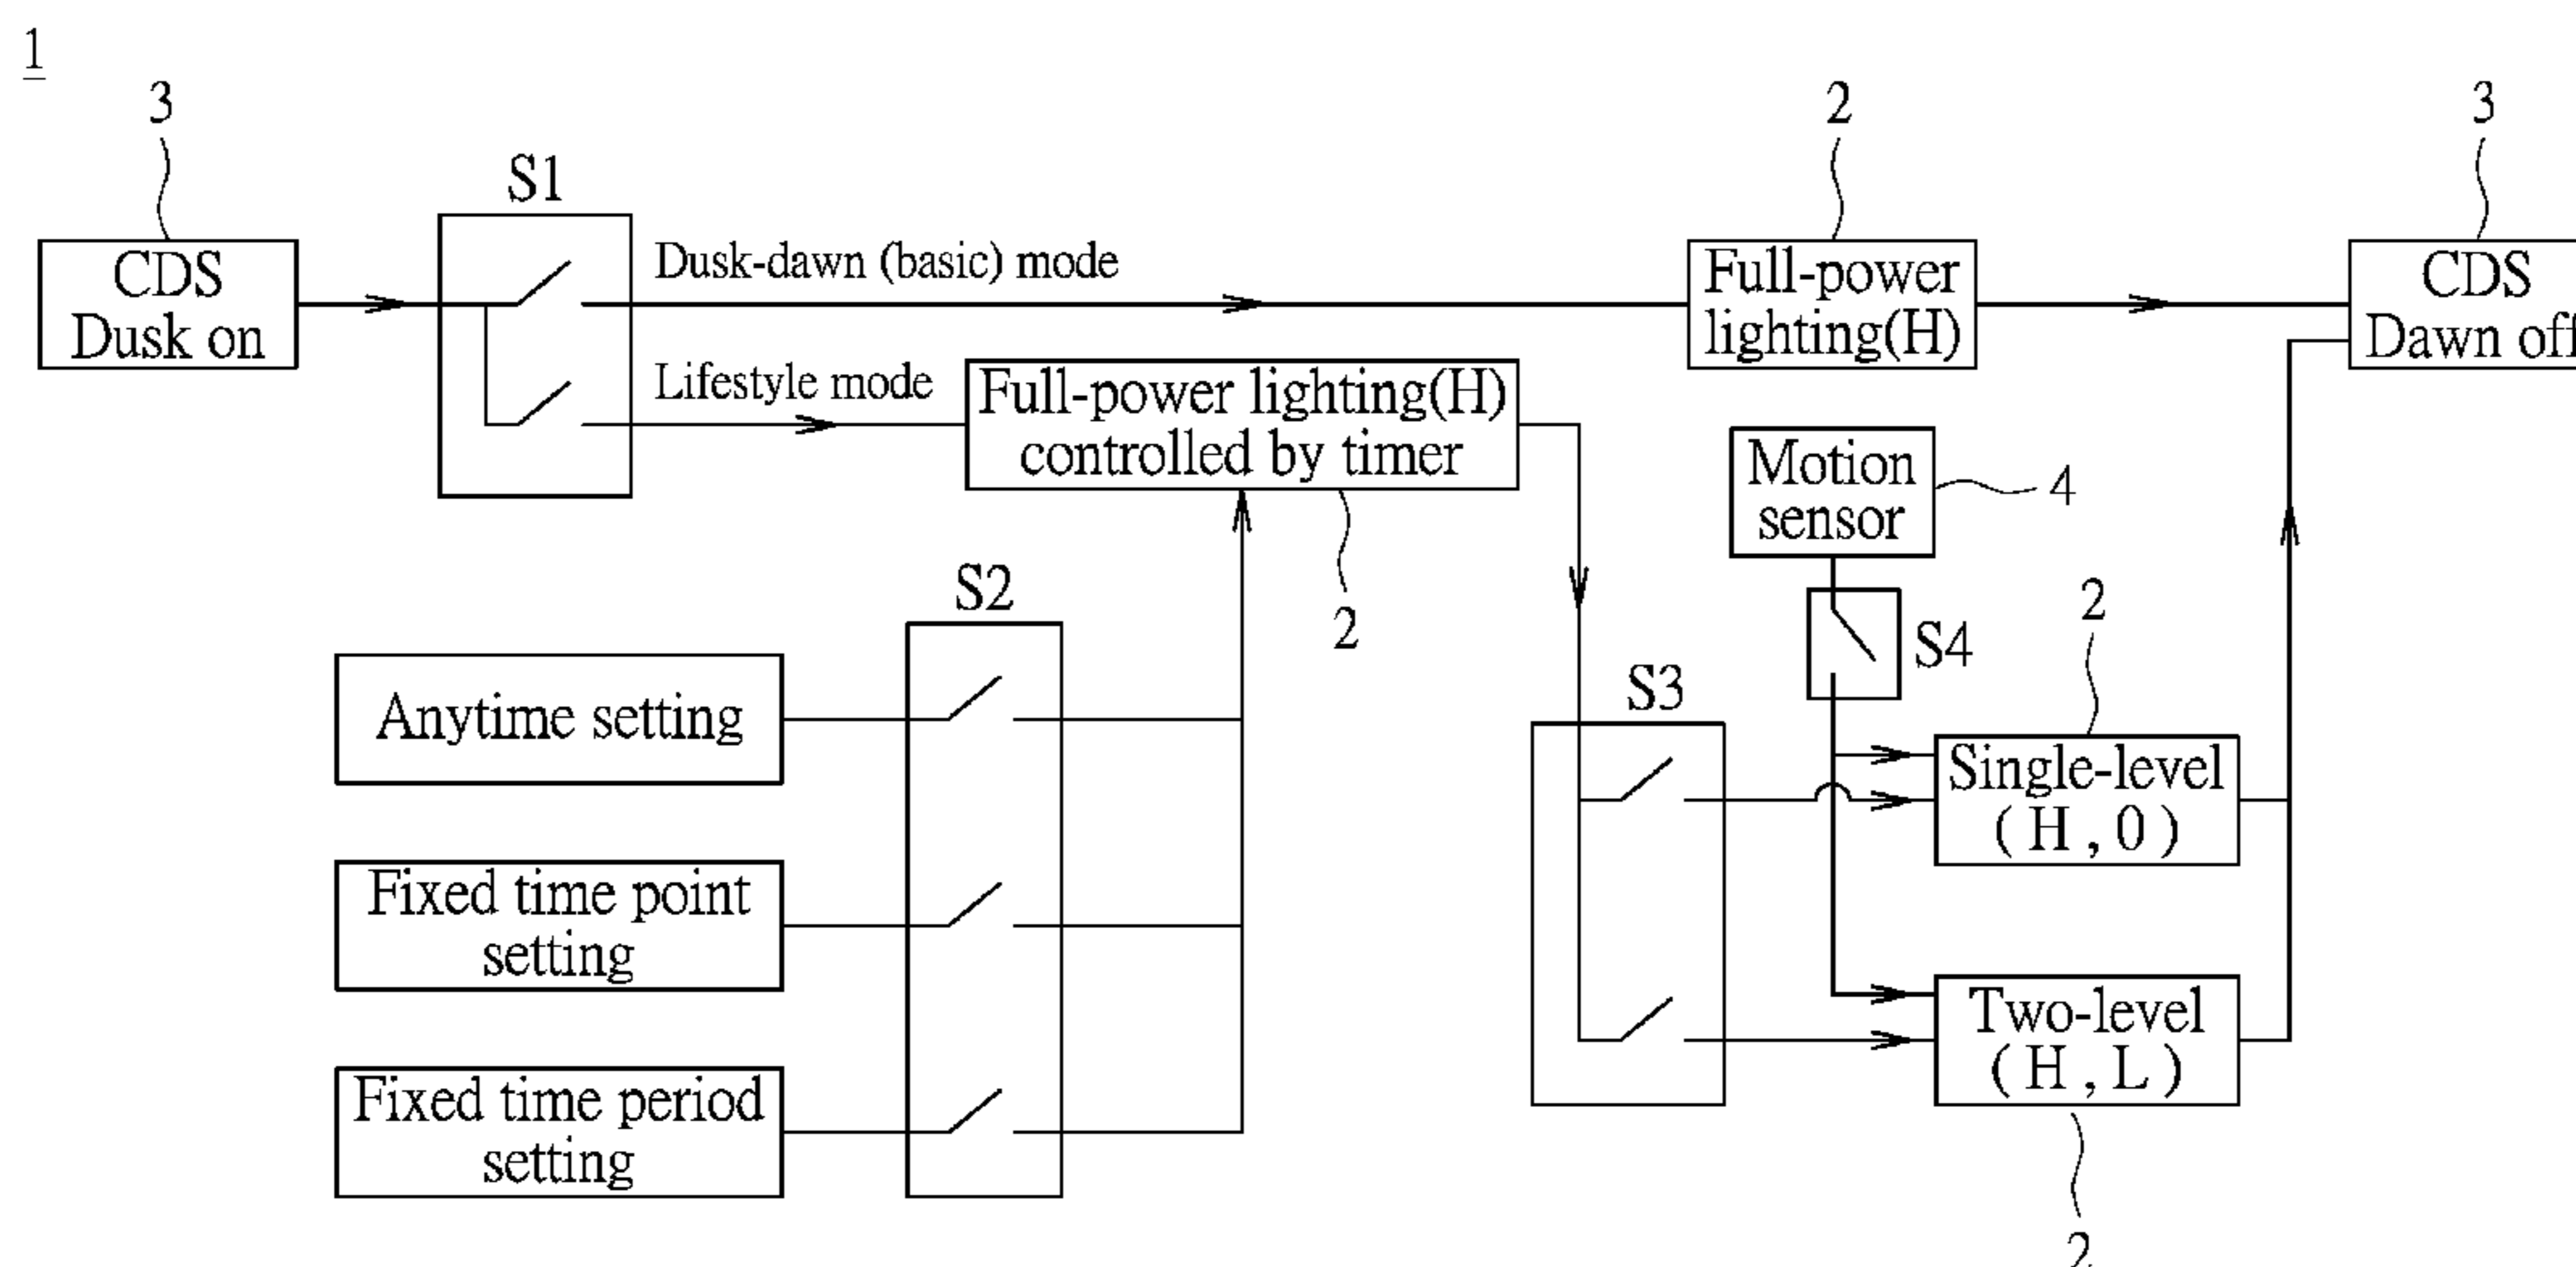 1
3
2
3
S1
CDS
Dusk on
Dusk-dawn (basic) mode
Full-power
lighting(H)
CDS
Dawn off
Lifestyle mode
Full-power lighting(H)
controlled by timer
Motion
sensor
4
S2
2
S4
2
S3
Anytime setting
Single-level
( H , 0 )
Fixed time point
setting
Two-level
( H , L )
Fixed time period
setting
2